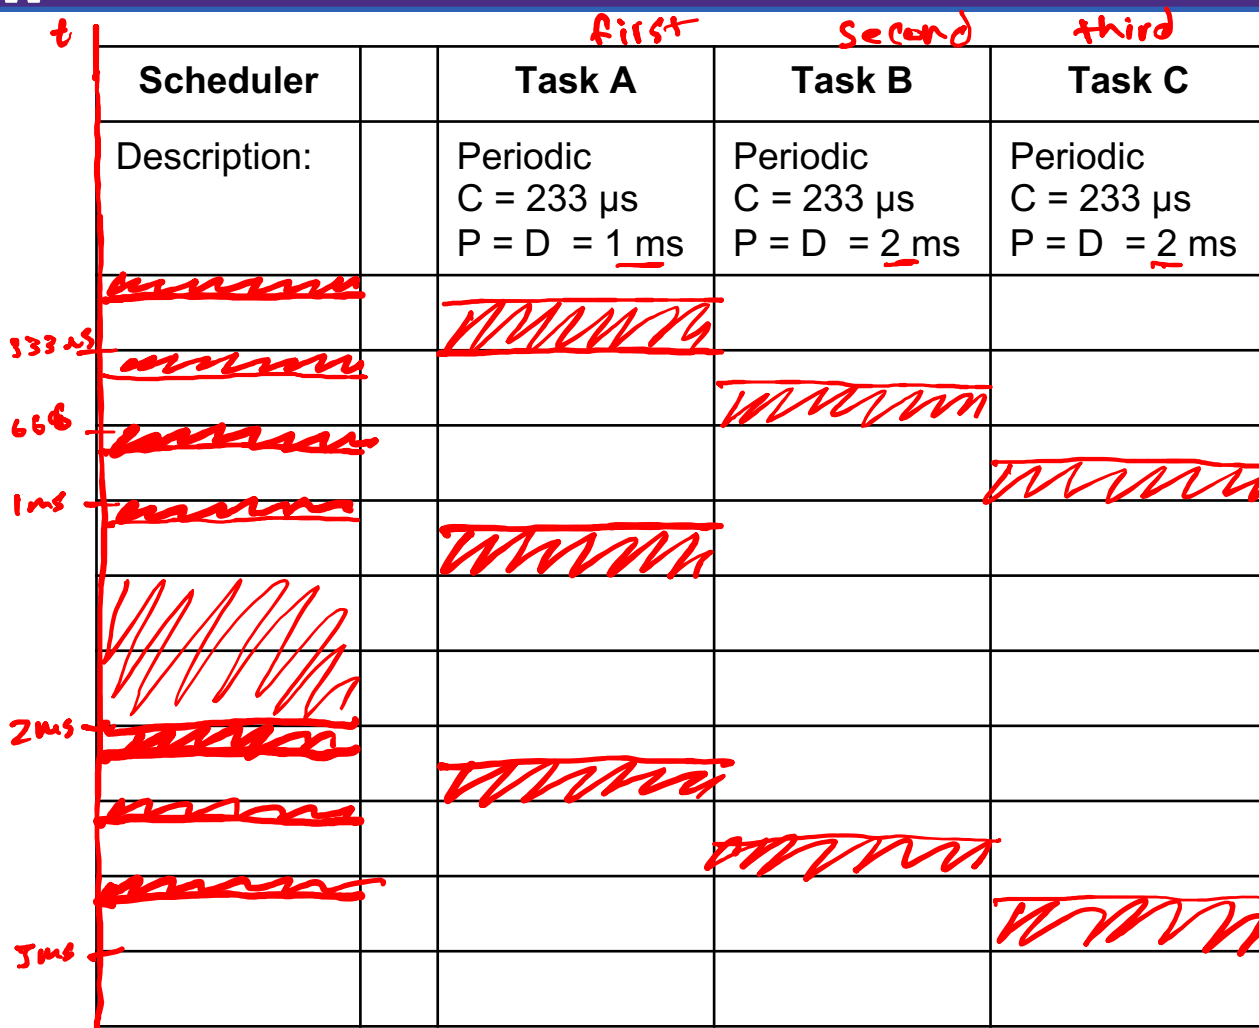 t first second third
Scheduler Task A Task B Task C
Description: Periodic Periodic Periodic
C = 233 µs C = 233 µs C = 233 µs
P = D = 1 ms P = D = 2 ms P = D = 2 ms
333 µs
666
1ms
2ms
3ms